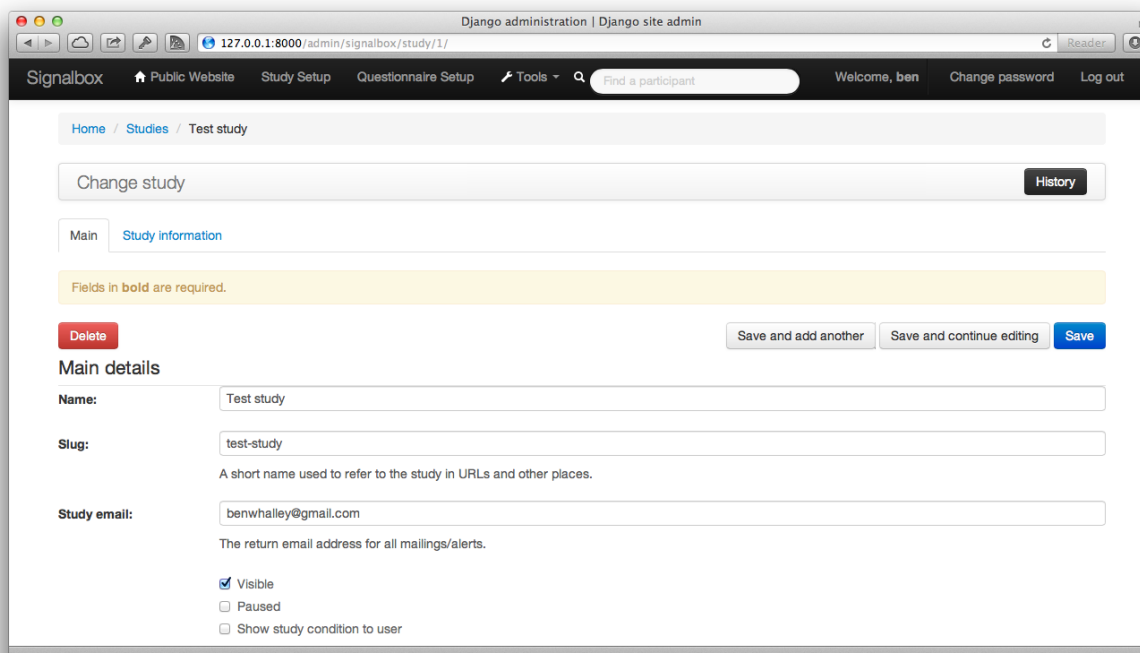 Django administration | Django site admin
127.0.0.1:8000/admin/signalbox/study/1/
Reader
Signalbox Public Website Study Setup Questionnaire Setup Tools Find a participant Welcome, ben Change password Log out
Home / Studies / Test study
Change study History
Main Study information
Fields in bold are required.
Delete Save and add another Save and continue editing Save
Main details
Name: Test study
Slug: test-study
A short name used to refer to the study in URLs and other places.
Study email: benwhalley@gmail.com
The return email address for all mailings/alerts.
Visible
Paused
Show study condition to user